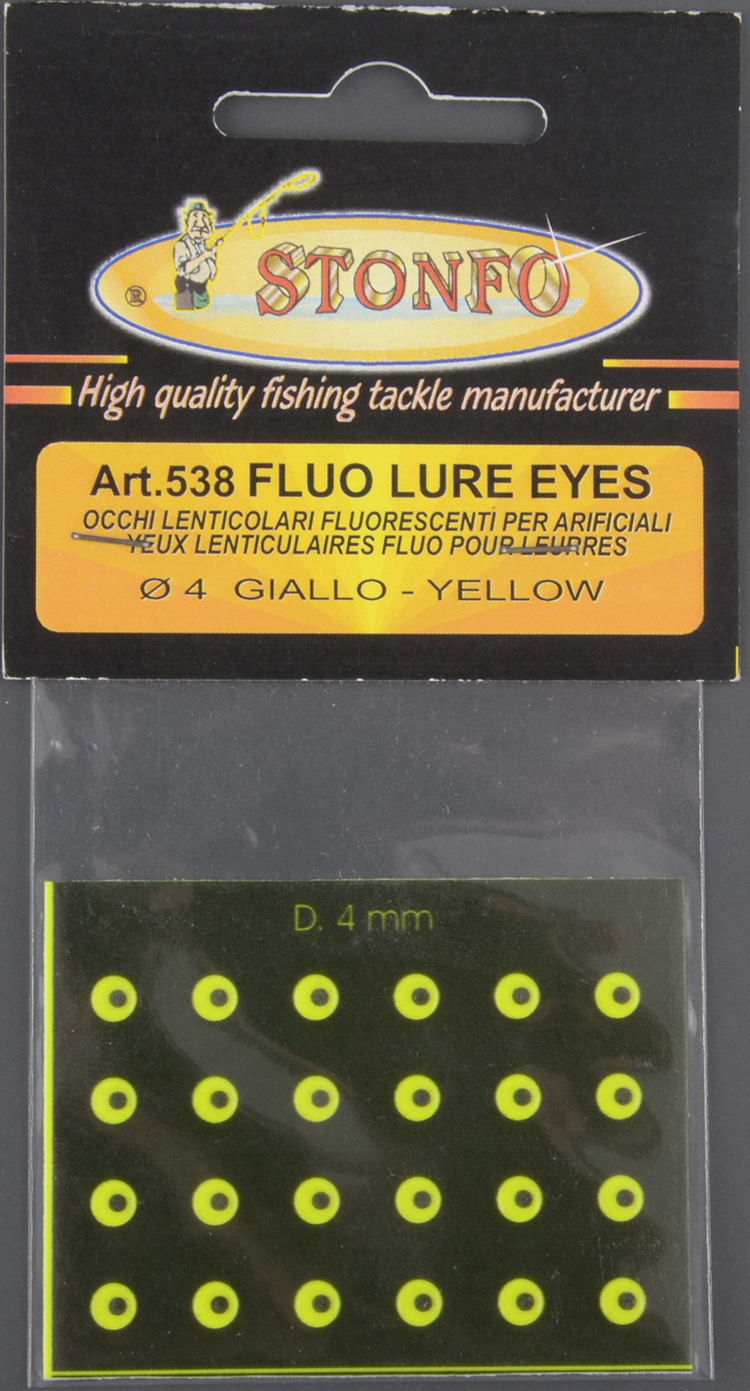 ®
STONFO
High quality fishing tackle manufacturer
Art.538 FLUO LURE EYES
OCCHI LENTICOLARI FLUORESCENTI PER ARIFICIALI
YEUX LENTICULAIRES FLUO POUR LEURRES
Ø 4 GIALLO - YELLOW
D. 4 mm